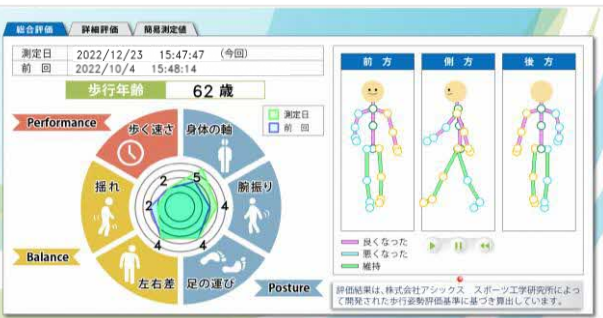 総合評価 詳細評価 簡易測定値
測定日 2022/12/23 15:47:47 (今回)
前 回 2022/10/4 15:48:14
歩行年齢 62 歳
測定日
前 回
Performance
歩く速さ
身体の軸
腕振り
足の運び
左右差
揺れ
2
5
4
4
4
2
Balance
Posture
前 方
側 方
後 方
良くなった
悪くなった
維持
評価結果は、株式会社アシックス スポーツ工学研究所によっ
て開発された歩行姿勢評価基準に基づき算出しています。